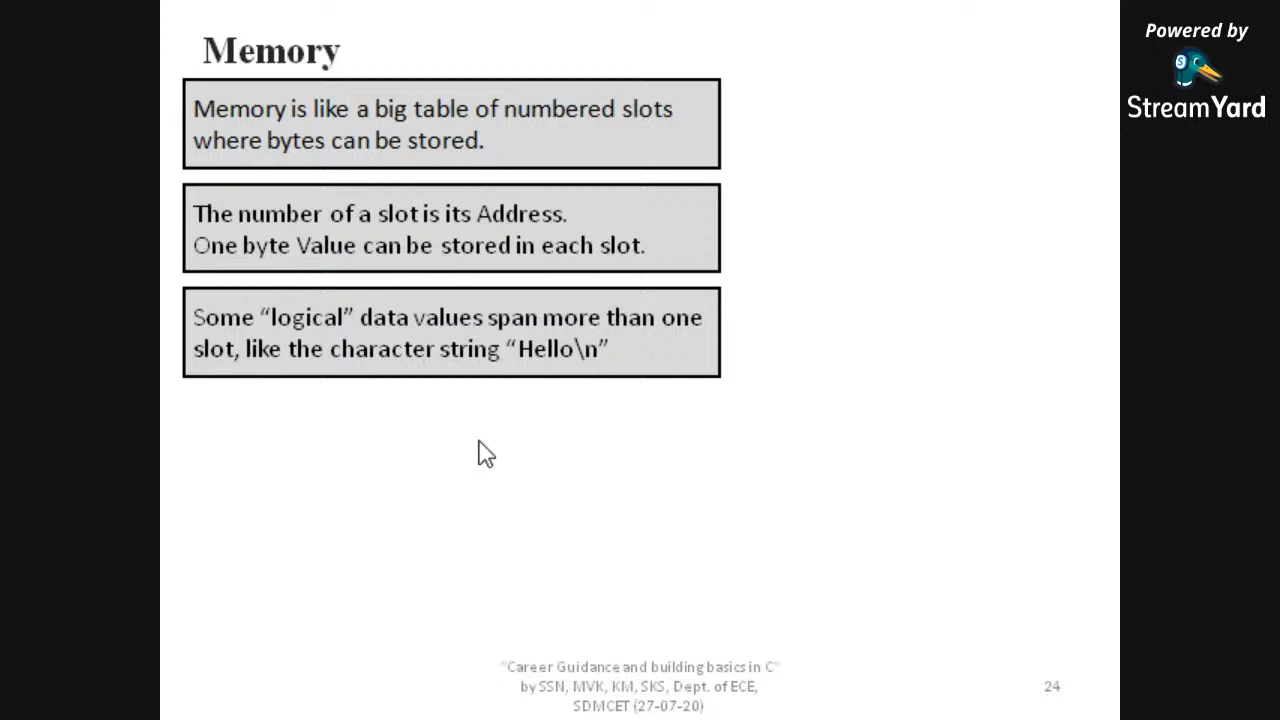 Memory
Memory is like a big table of numbered slots
where bytes can be stored.
The number of a slot is its Address.
One byte Value can be stored in each slot.
Some “logical” data values span more than one
slot, like the character string “Hello\n”
"Career Guidance and building basics in C"
by SSN, MVK, KM, SKS, Dept. of ECE,
SDMCET (27-07-20)
24
Powered by
StreamYard